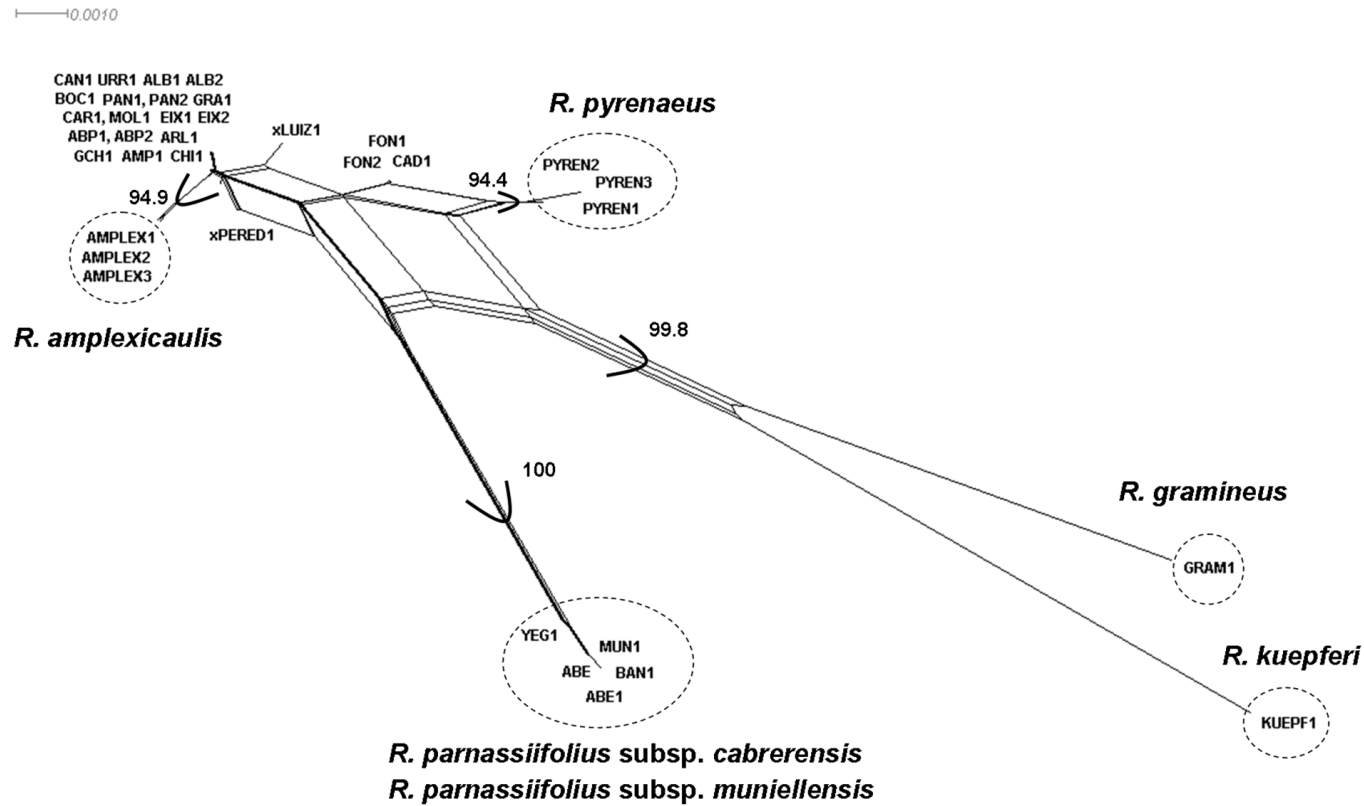 0.0010
CAN1 URR1 ALB1 ALB2
BOC1 PAN1, PAN2 GRA1
CAR1, MOL1 EIX1 EIX2
ABP1, ABP2 ARL1
GCH1 AMP1 CHI1
xLUIZ1
FON1
FON2 CAD1
R. pyrenaeus
94.4
PYREN2
PYREN3
PYREN1
94.9
xPERED1
AMPLEX1
AMPLEX2
AMPLEX3
R. amplexicaulis
99.8
100
R. gramineus
GRAM1
YEG1
MUN1
ABE BAN1
ABE1
R. kuepferi
KUEPF1
R. parnassiifolius subsp. cabrerensis
R. parnassiifolius subsp. muniellensis